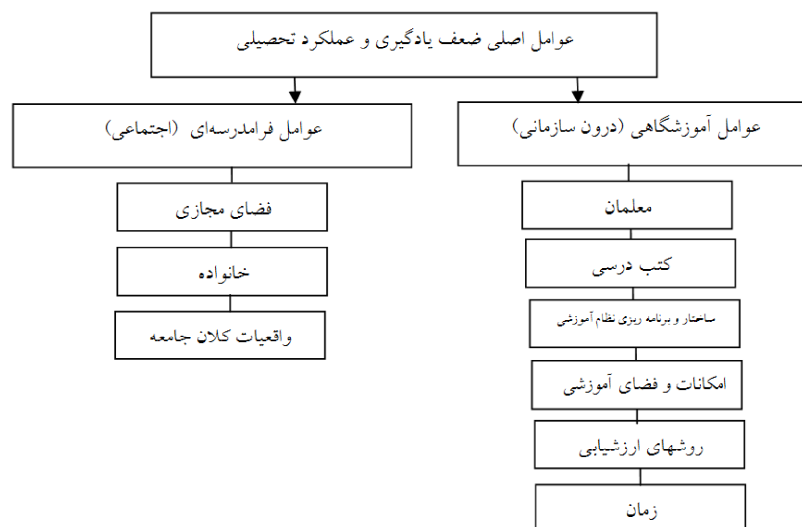 عوامل اصلی ضعف یادگیری و عملکرد تحصیلی
عوامل آموزشگاهی (درون سازمانی)
معلمان
کتب درسی
ساختار و برنامه ریزی نظام آموزشی
امکانات و فضای آموزشی
روشهای ارزشیابی
زمان
عوامل فرامدرسه‌ای (اجتماعی)
فضای مجازی
خانواده
واقعیات کلان جامعه